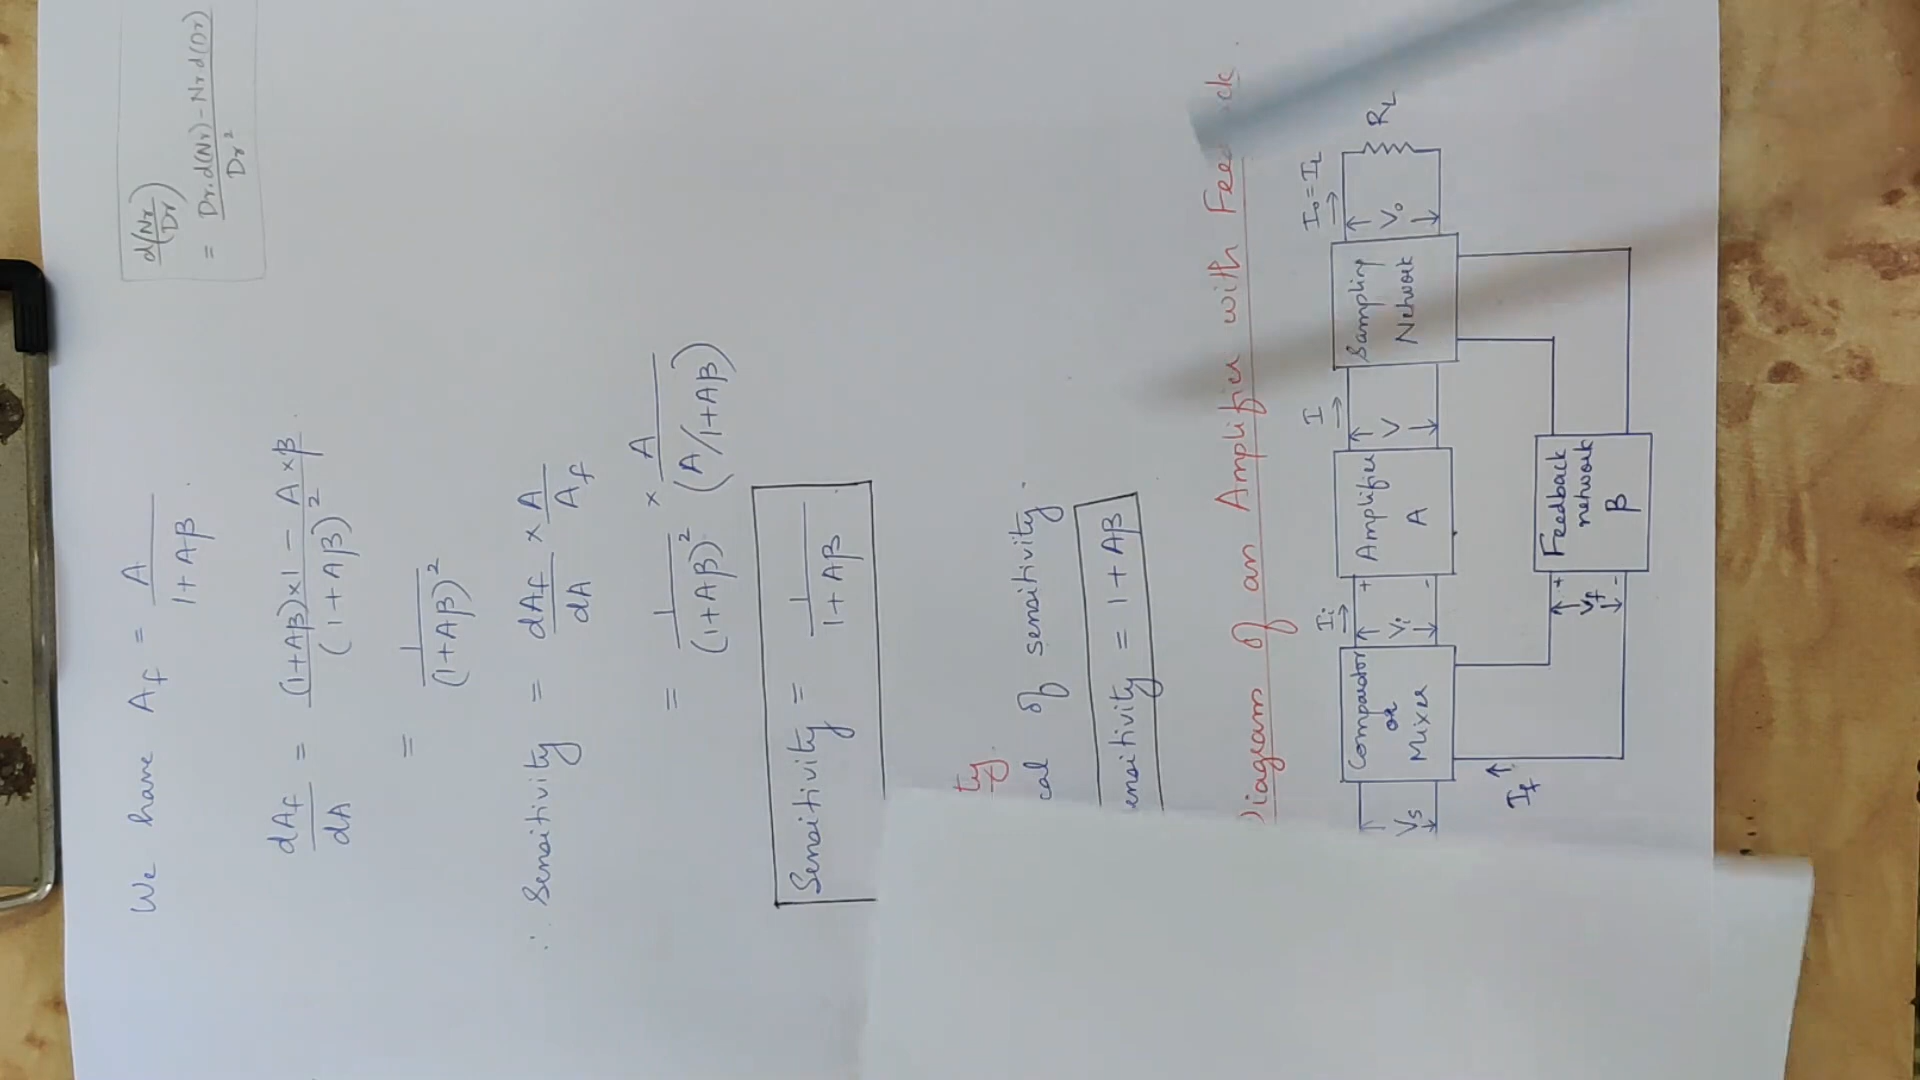 d(Nr/Dr)
= Dr.d(Nr) - Nr.d(Dr) / Dr²
We have Af = A / 1 + Aβ
dAf / dA = (1+Aβ)×1 - A×β / (1 + Aβ)²
= 1 / (1+Aβ)²
∴ Sensitivity = dAf / dA × A / Af
= 1 / (1+Aβ)² × A / (A/1+Aβ)
Sensitivity = 1 / 1+Aβ
ty.
cal of sensitivity.
ensitivity = 1 + Aβ
Diagram of an Amplifier with
Ii → I → Io = IL →
Vs Comparator or Mixer + Vi - Amplifier A V Sampling Network Vo RL
If + Vf - Feedback network β